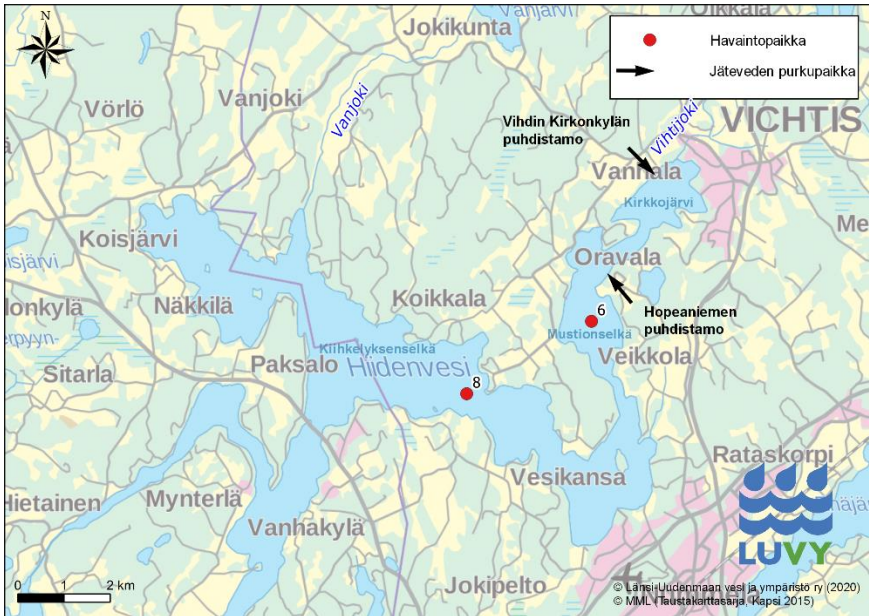 Jokikunta
Vanjärvi
Olkkala
Havaintopaikka
Jäteveden purkupaikka
N
Vörlö
Vanjoki
Vanjoki
Vihdin Kirkonkylän
puhdistamo
Vihtijoki
VICHTIS
Vanhala
Kirkkojärvi
Me
Koisjärvi
Oravala
Näkkilä
Koikkala
Hopeaniemen
puhdistamo
6
Mustionselkä
Veikkola
Kiihkelyksenselkä
Hiidenvesi
Paksalo
Sitarla
8
Rataskorpi
Vesikansa
Hietainen
Mynterlä
Vanhakylä
LUVY
Jokipelto
0 1 2 km
© Länsi-Uudenmaan vesi ja ympäristö ry (2020)
© MML (Taustakarttasarja, Kapsi 2015)